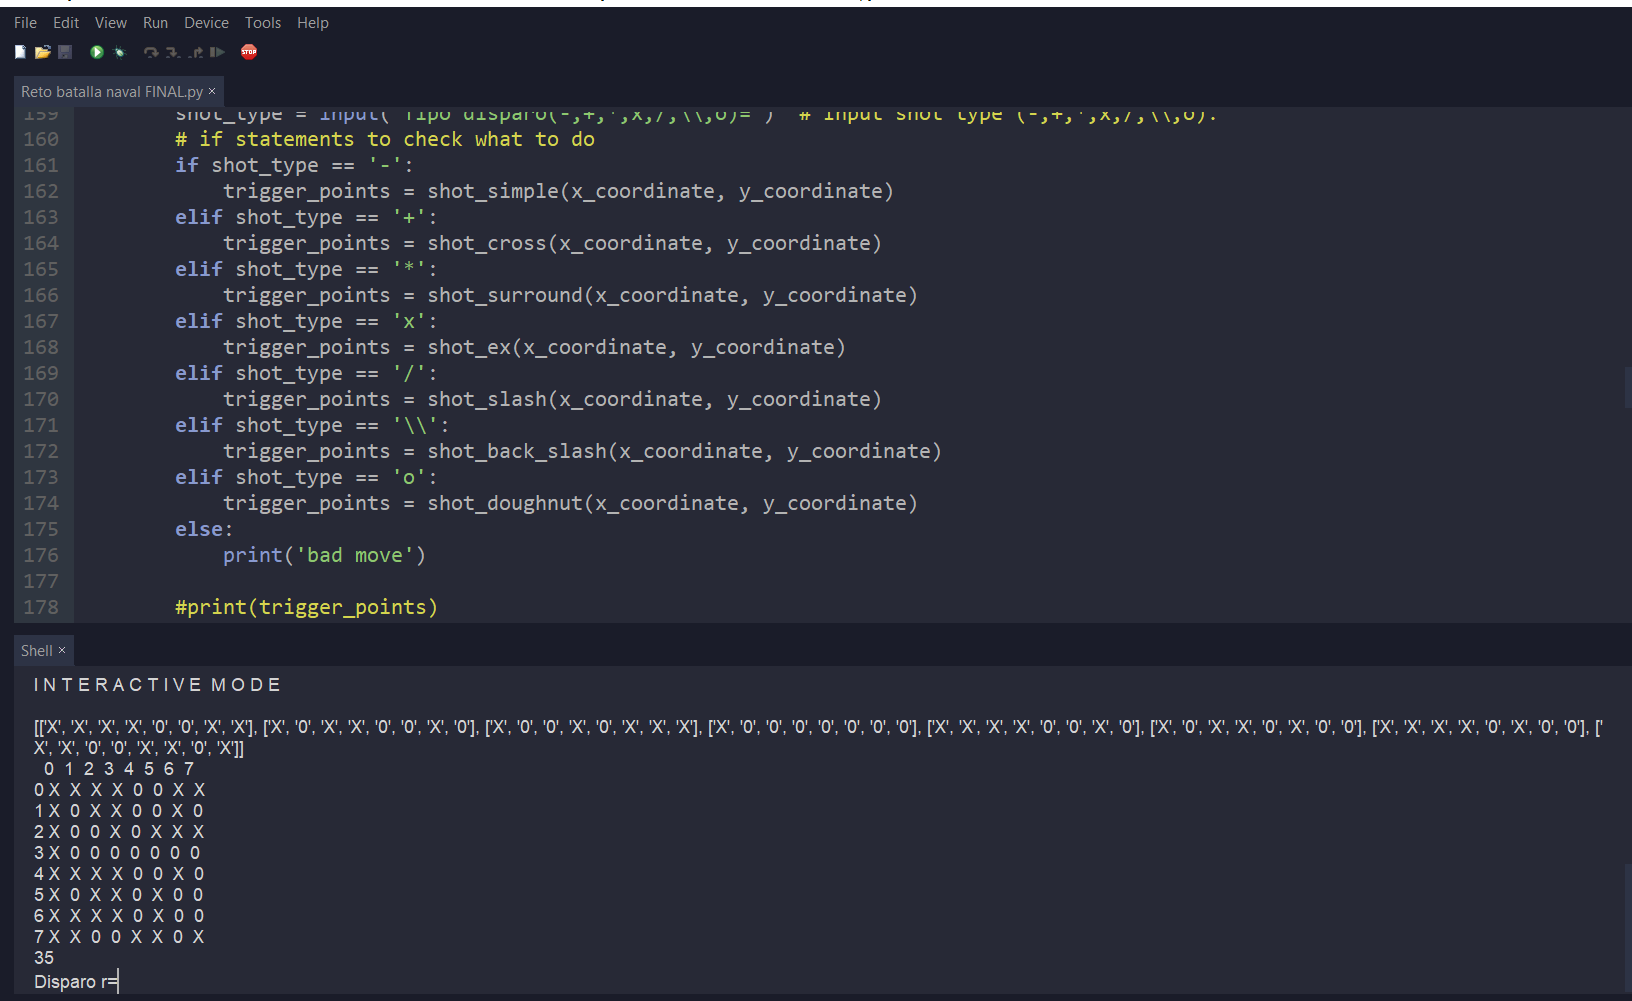 File Edit View Run Device Tools Help
STOP
Reto batalla naval FINAL.py ×
159 shot_type = input('Tipo disparo(-,+,*,x,/,\\,o)= ') # input shot type (-,+,*,x,/,\\,o).
160 # if statements to check what to do
161 if shot_type == '-':
162 trigger_points = shot_simple(x_coordinate, y_coordinate)
163 elif shot_type == '+':
164 trigger_points = shot_cross(x_coordinate, y_coordinate)
165 elif shot_type == '*':
166 trigger_points = shot_surround(x_coordinate, y_coordinate)
167 elif shot_type == 'x':
168 trigger_points = shot_ex(x_coordinate, y_coordinate)
169 elif shot_type == '/':
170 trigger_points = shot_slash(x_coordinate, y_coordinate)
171 elif shot_type == '\\':
172 trigger_points = shot_back_slash(x_coordinate, y_coordinate)
173 elif shot_type == 'o':
174 trigger_points = shot_doughnut(x_coordinate, y_coordinate)
175 else:
176 print('bad move')
177
178 #print(trigger_points)
Shell ×
I N T E R A C T I V E M O D E
[['X', 'X', 'X', 'X', '0', '0', 'X', 'X'], ['X', '0', 'X', 'X', '0', '0', 'X', '0'], ['X', '0', '0', 'X', '0', 'X', 'X', 'X'], ['X', '0', '0', '0', '0', '0', '0', '0'], ['X', 'X', 'X', 'X', '0', '0', 'X', '0'], ['X', '0', 'X', 'X', '0', 'X', '0', '0'], ['X', 'X', 'X', 'X', '0', 'X', '0', '0'], ['
X', 'X', '0', '0', 'X', 'X', '0', 'X']]
0 1 2 3 4 5 6 7
0 X X X X 0 0 X X
1 X 0 X X 0 0 X 0
2 X 0 0 X 0 X X X
3 X 0 0 0 0 0 0 0
4 X X X X 0 0 X 0
5 X 0 X X 0 X 0 0
6 X X X X 0 X 0 0
7 X X 0 0 X X 0 X
35
Disparo r=